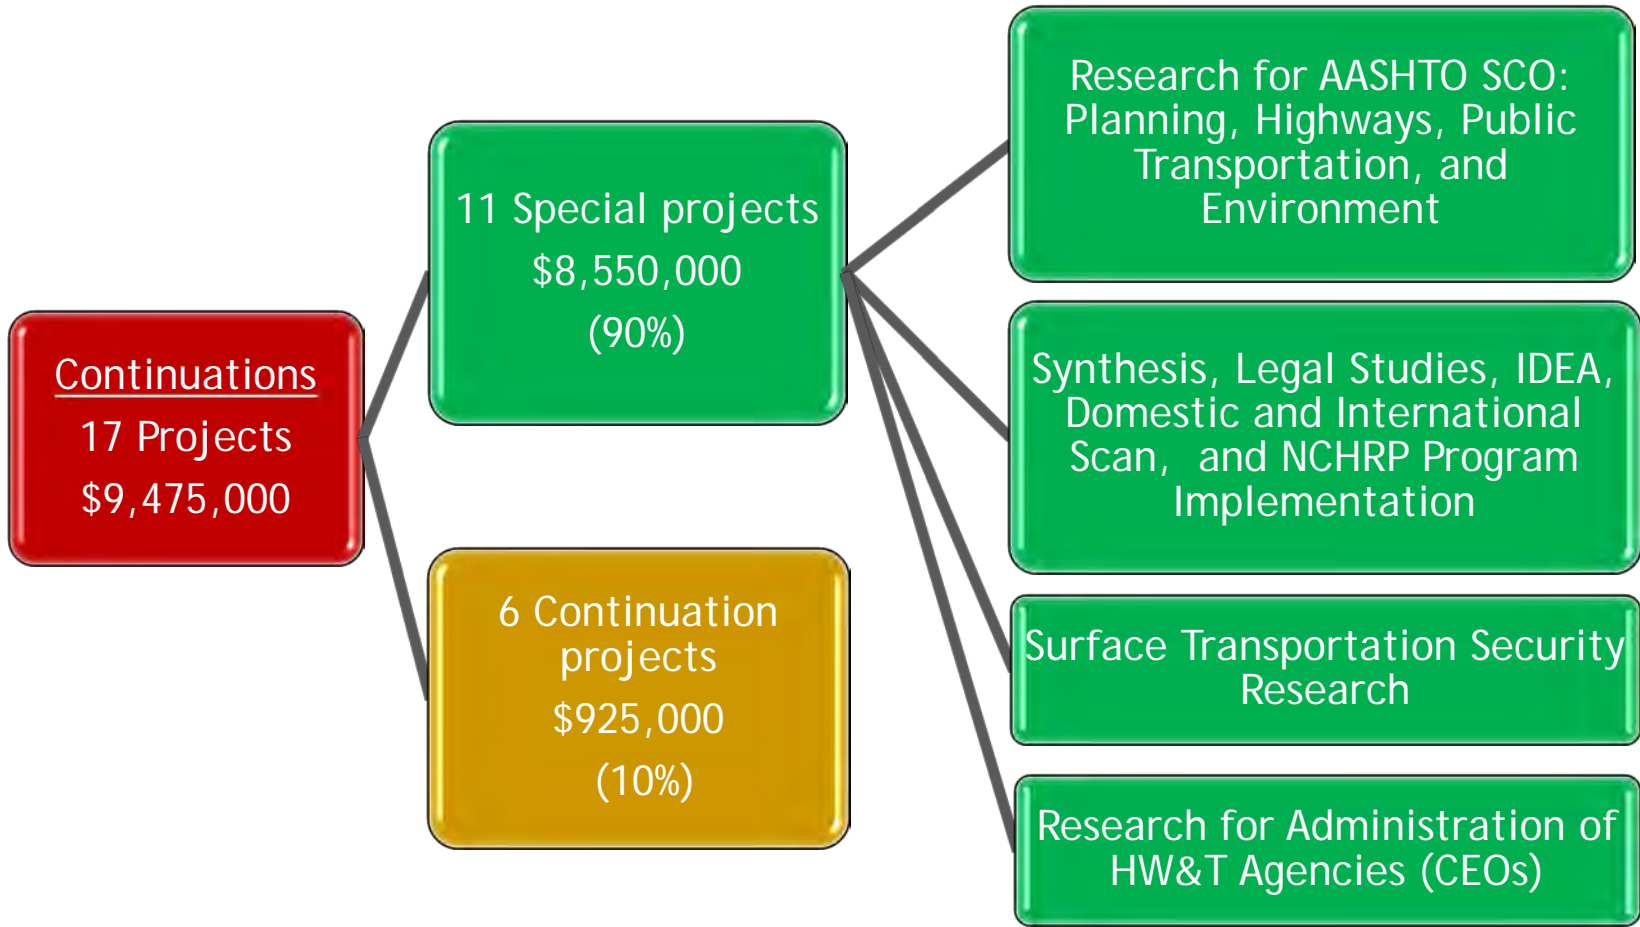 Continuations
17 Projects
$9,475,000
11 Special projects
$8,550,000
(90%)
6 Continuation
projects
$925,000
(10%)
Research for AASHTO SCO:
Planning, Highways, Public
Transportation, and
Environment
Synthesis, Legal Studies, IDEA,
Domestic and International
Scan, and NCHRP Program
Implementation
Surface Transportation Security
Research
Research for Administration of
HW&T Agencies (CEOs)